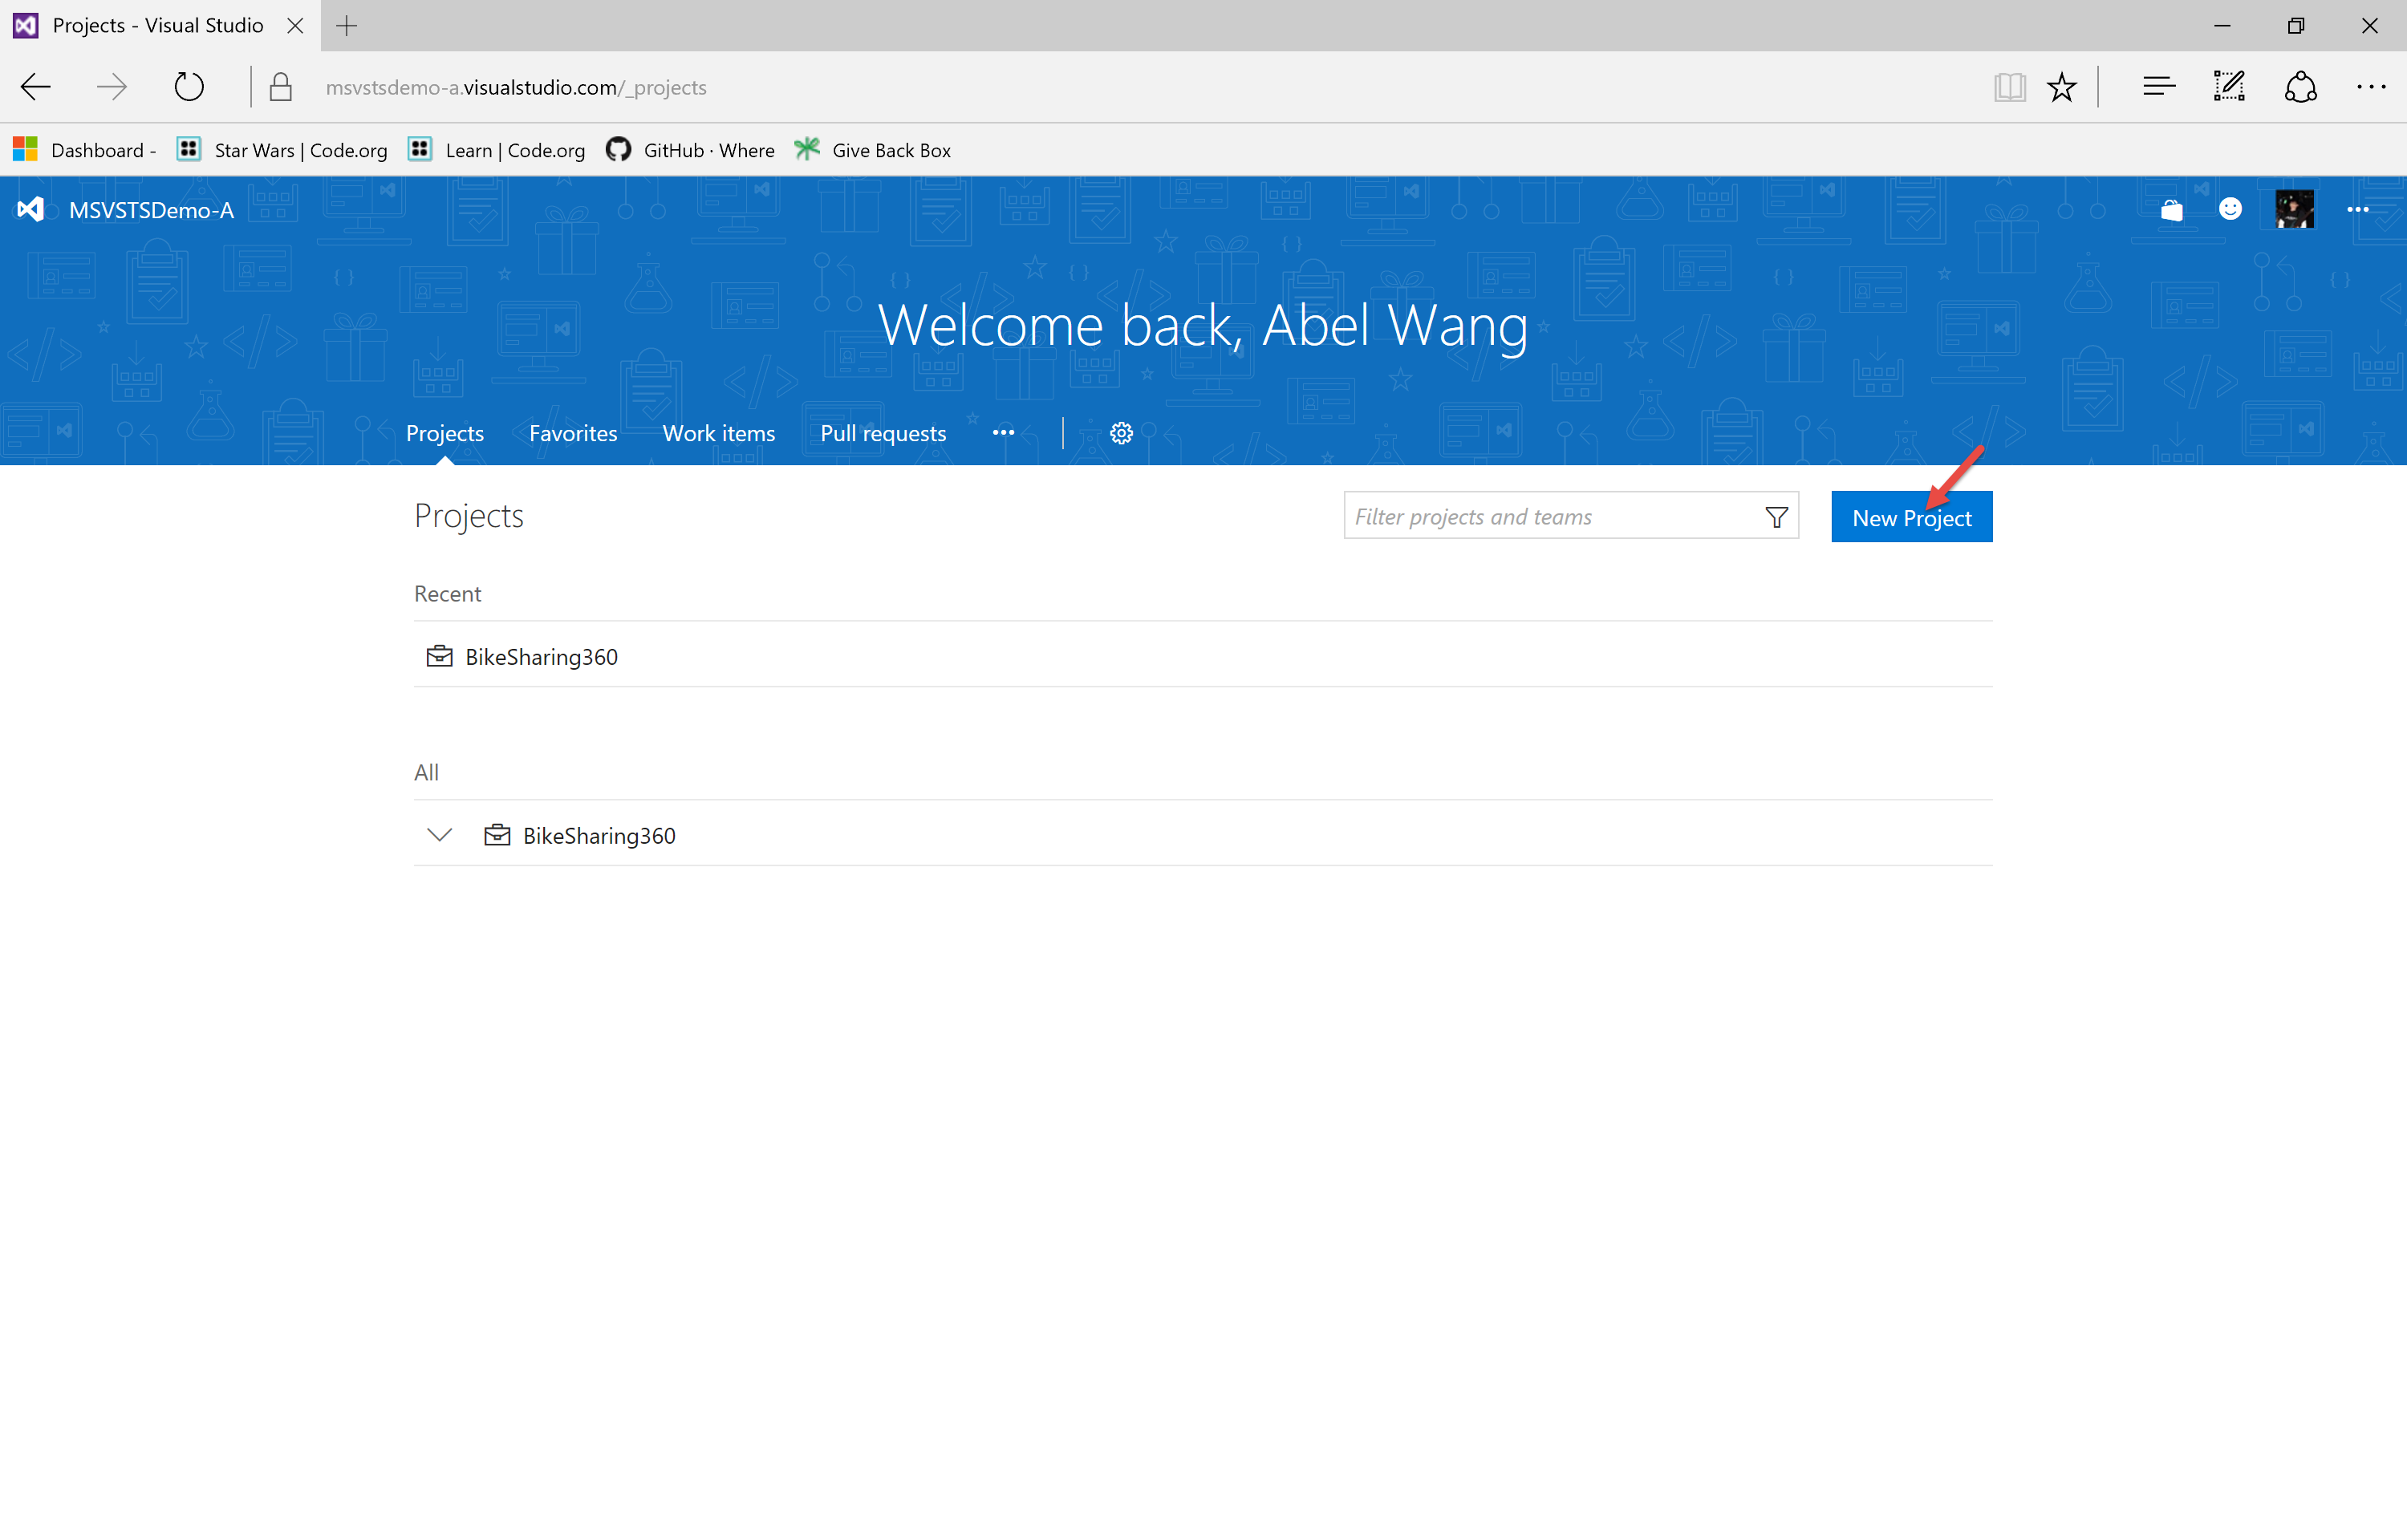 Projects - Visual Studio
msvstsdemo-a.visualstudio.com/_projects
Dashboard - Star Wars | Code.org Learn | Code.org GitHub · Where Give Back Box
MSVSTSDemo-A
Welcome back, Abel Wang
Projects Favorites Work items Pull requests
Projects Filter projects and teams New Project
Recent
BikeSharing360
All
BikeSharing360